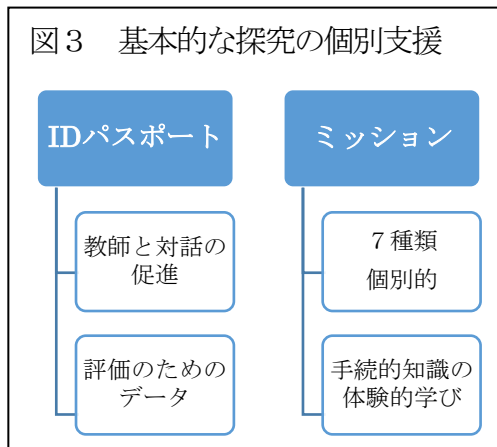 図３　基本的な探究の個別支援
IDパスポート
教師と対話の
促進
評価のための
データ
ミッション
７種類
個別的
手続的知識の
体験的学び